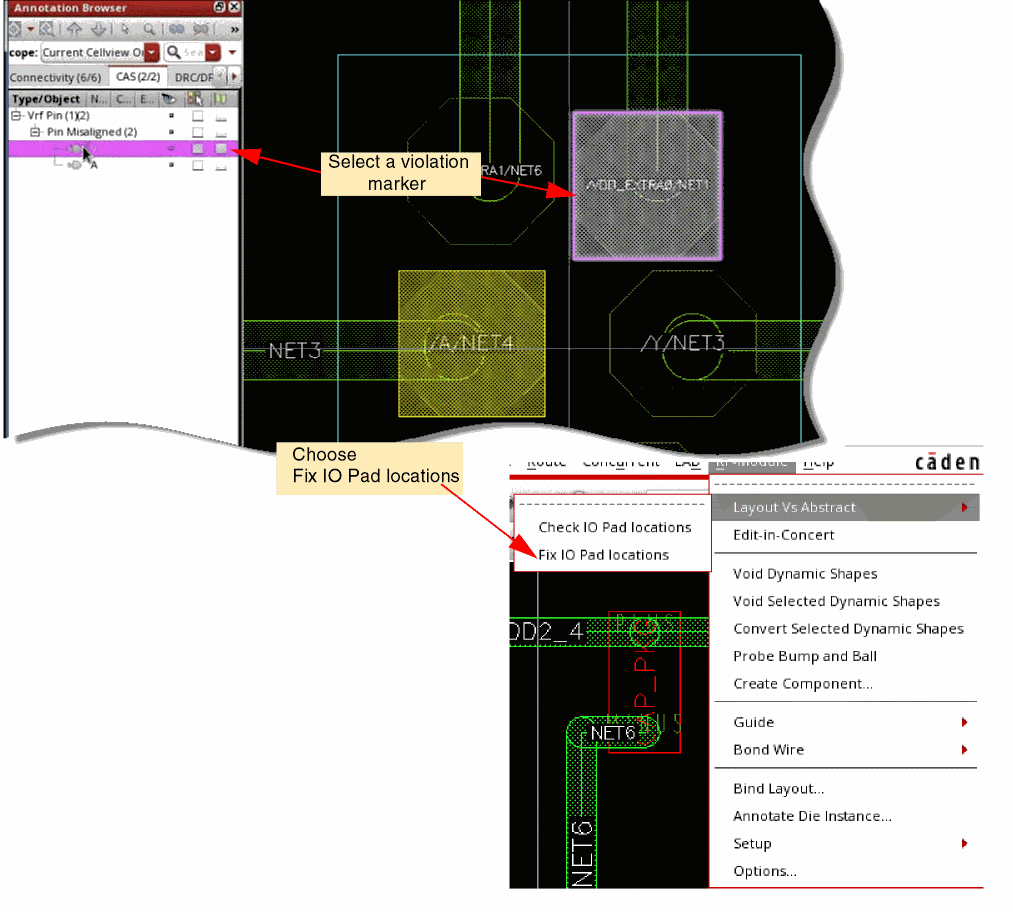 Annotation Browser
cope: Current Cellview O Sea
Connectivity (6/6) CAS (2/2) DRC/DF
Type/Object N... C... E...
Vrf Pin (1)(2)
Pin Misaligned (2)
A
Select a violation
marker
RA1/NET6
/VDD_EXTRA0/NET1
NET3
/A/NET4
/Y/NET3
Choose
Fix IO Pad locations
Route Concurrent EAD RF-Module Help
cāden
Layout Vs Abstract
Check IO Pad locations
Fix IO Pad locations
Edit-in-Concert
Void Dynamic Shapes
Void Selected Dynamic Shapes
Convert Selected Dynamic Shapes
Probe Bump and Ball
Create Component...
Guide
Bond Wire
Bind Layout...
Annotate Die Instance...
Setup
Options...
DD2_4
NET6
NET6